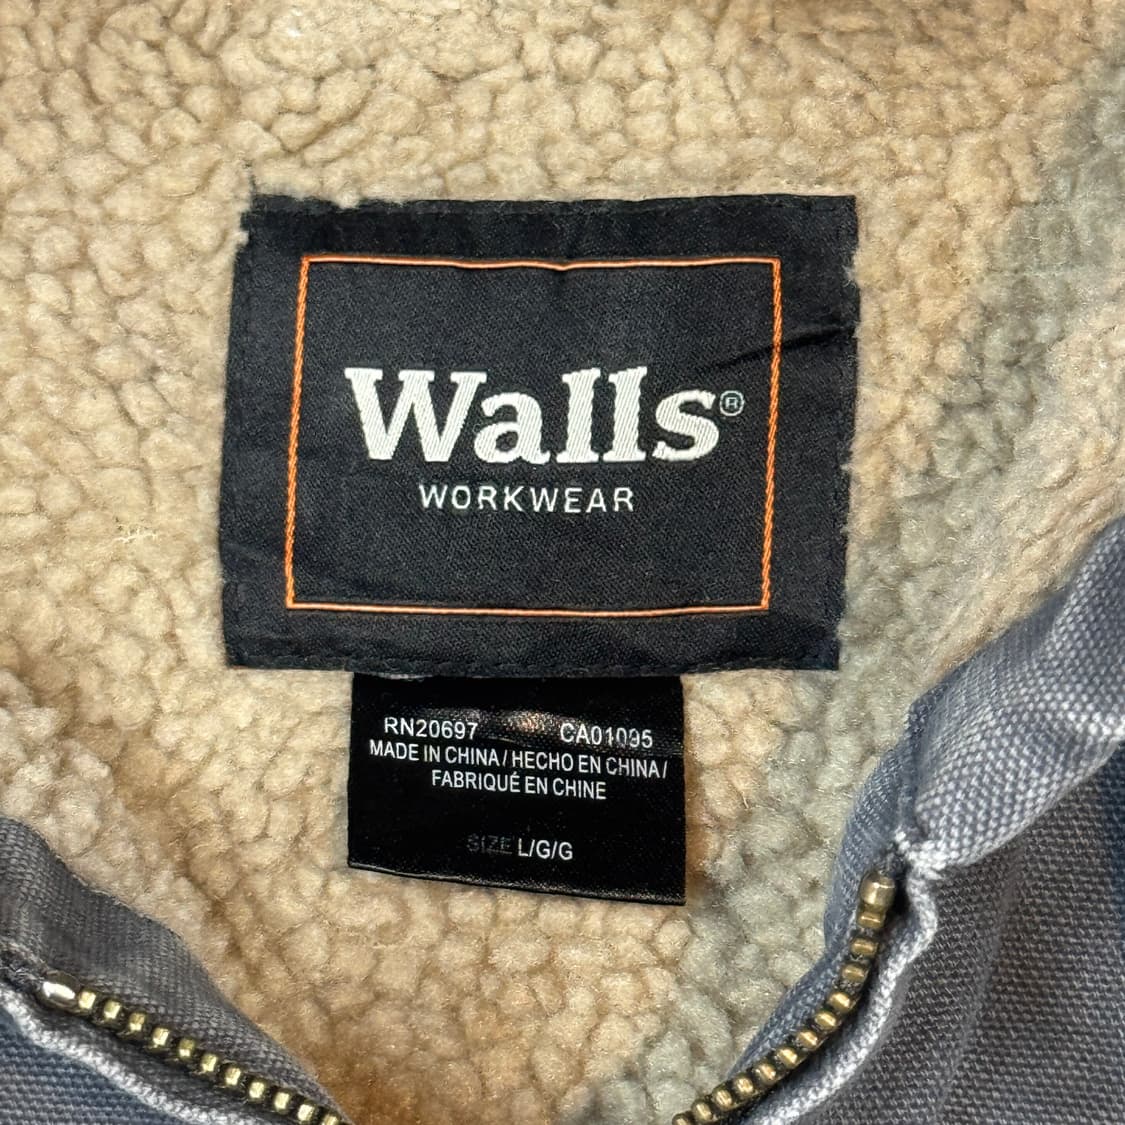 Walls®
WORKWEAR
RN20697 CA01095
MADE IN CHINA / HECHO EN CHINA /
FABRIQUÉ EN CHINE
SIZE L/G/G